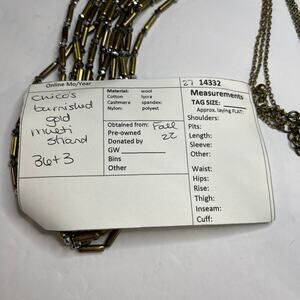 Online Mo/Year
chico's
burnished
gold
multi
strand
36+3
Material: wool
Cotton lycra
Cashmere spandex:
Nylon: polyester
Obtained from: Fall
Pre-owned 22
Donated by
GW
Bins
Other
27 14332
Measurements
TAG SIZE:
Approx. laying FLAT:
Shoulders:
Pits:
Length:
Sleeve:
Other:
Waist:
Hips:
Rise:
Thigh:
Inseam:
Cuff: